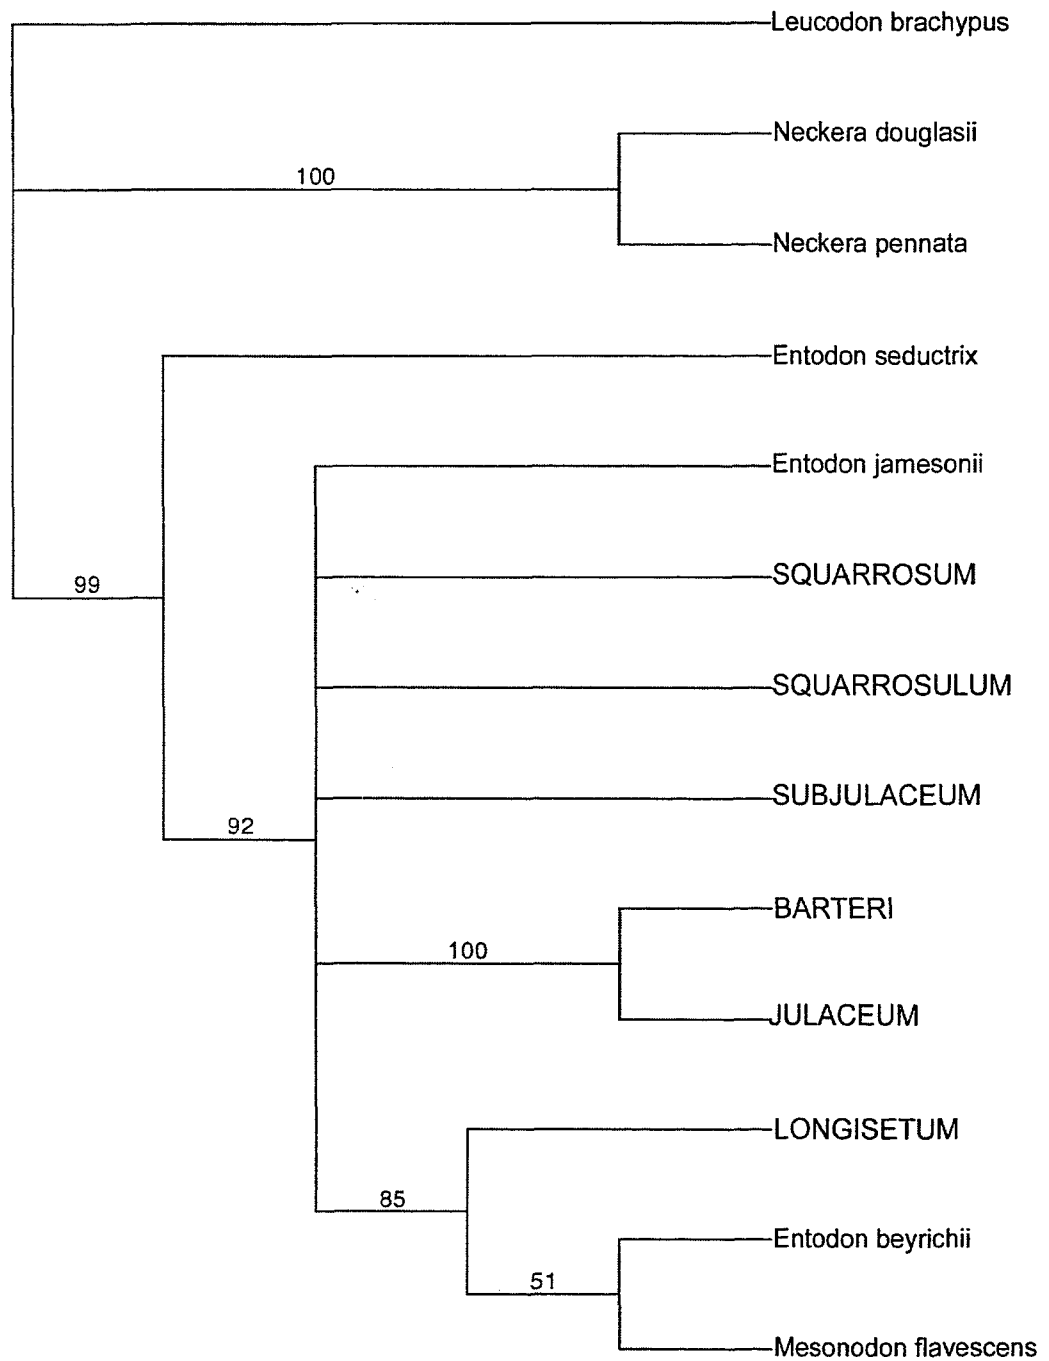 Leucodon brachypus
Neckera douglasii
100
Neckera pennata
Entodon seductrix
Entodon jamesonii
SQUARROSUM
99
SQUARROSULUM
SUBJULACEUM
92
BARTERI
100
JULACEUM
LONGISETUM
85
Entodon beyrichii
51
Mesonodon flavescens